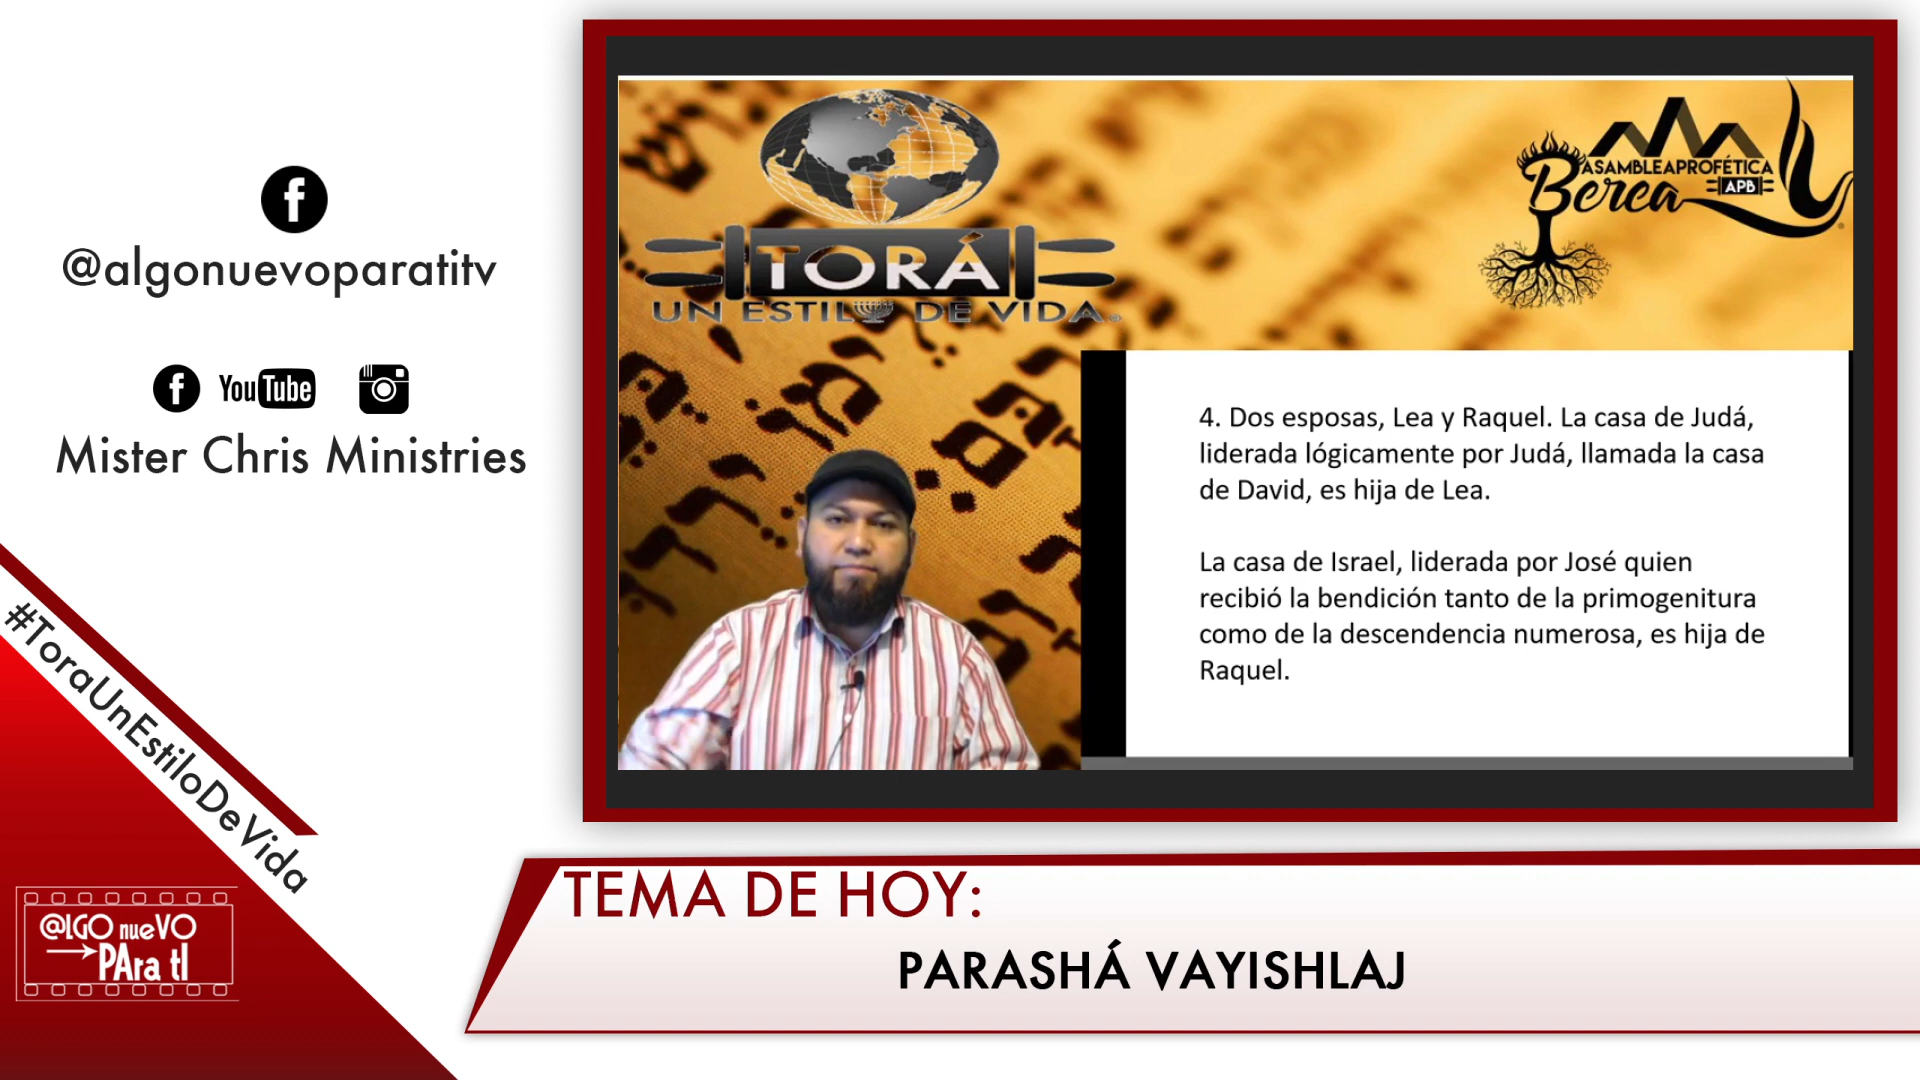 @algonuevoparatitv
YouTube
Mister Chris Ministries
#ToraUnEstiloDeVida
@LGO nueVO
PAra tI
TORÁ
UN ESTILO DE VIDA
ASAMBLEAPROFÉTICA
Berea
APB
4. Dos esposas, Lea y Raquel. La casa de Judá,
liderada lógicamente por Judá, llamada la casa
de David, es hija de Lea.
La casa de Israel, liderada por José quien
recibió la bendición tanto de la primogenitura
como de la descendencia numerosa, es hija de
Raquel.
TEMA DE HOY:
PARASHÁ VAYISHLAJ